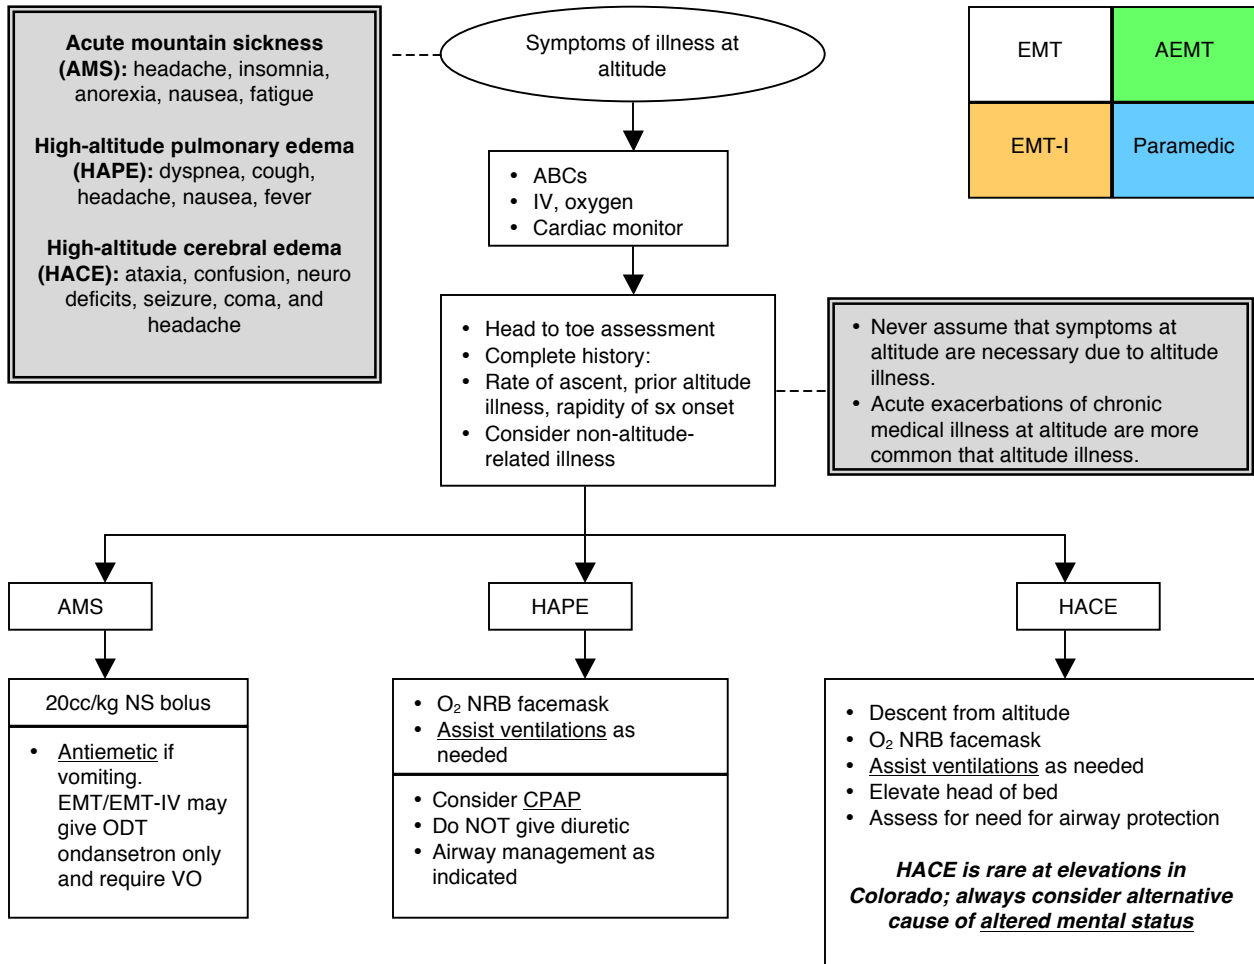 Acute mountain sickness
(AMS): headache, insomnia,
anorexia, nausea, fatigue
High-altitude pulmonary edema
(HAPE): dyspnea, cough,
headache, nausea, fever
High-altitude cerebral edema
(HACE): ataxia, confusion, neuro
deficits, seizure, coma, and
headache
Symptoms of illness at
altitude
EMT
AEMT
EMT-I
Paramedic
• ABCs
• IV, oxygen
• Cardiac monitor
• Head to toe assessment
• Complete history:
• Rate of ascent, prior altitude
illness, rapidity of sx onset
• Consider non-altitude-
related illness
• Never assume that symptoms at
altitude are necessary due to altitude
illness.
• Acute exacerbations of chronic
medical illness at altitude are more
common that altitude illness.
AMS
HAPE
HACE
20cc/kg NS bolus
• Antiemetic if
vomiting.
EMT/EMT-IV may
give ODT
ondansetron only
and require VO
• O₂ NRB facemask
• Assist ventilations as
needed
• Consider CPAP
• Do NOT give diuretic
• Airway management as
indicated
• Descent from altitude
• O₂ NRB facemask
• Assist ventilations as needed
• Elevate head of bed
• Assess for need for airway protection
HACE is rare at elevations in
Colorado; always consider alternative
cause of altered mental status